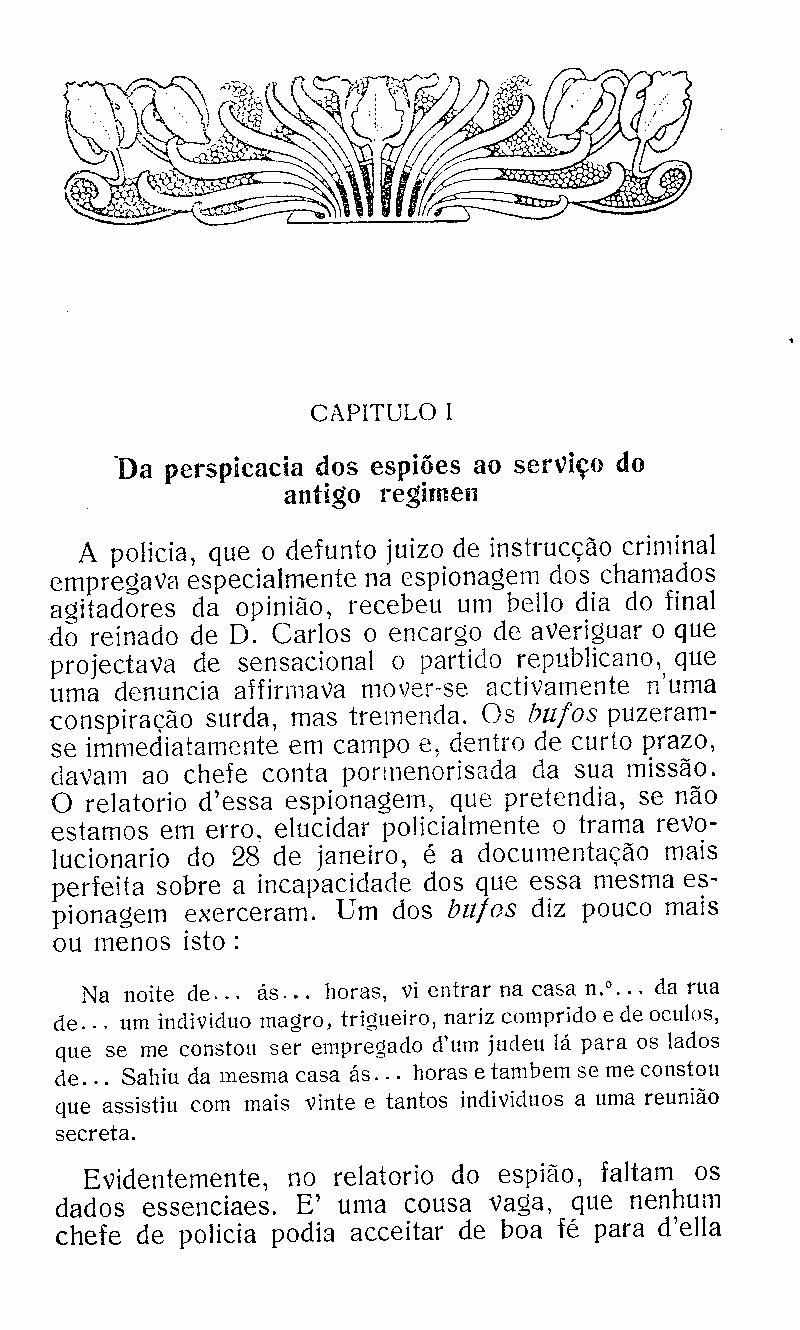 CAPITULO I
Da perspicacia dos espiões ao serviço do
antigo regimen
A policia, que o defunto juizo de instrucção criminal
empregava especialmente na espionagem dos chamados
agitadores da opinião, recebeu um bello dia do final
do reinado de D. Carlos o encargo de averiguar o que
projectava de sensacional o partido republicano, que
uma denuncia affirmava mover-se activamente n'uma
conspiração surda, mas tremenda. Os bufos puzeram-
se immediatamente em campo e, dentro de curto prazo,
davam ao chefe conta pormenorisada da sua missão.
O relatorio d'essa espionagem, que pretendia, se não
estamos em erro, elucidar policialmente o trama revo-
lucionario do 28 de janeiro, é a documentação mais
perfeita sobre a incapacidade dos que essa mesma es-
pionagem exerceram. Um dos bufos diz pouco mais
ou menos isto :
Na noite de... ás... horas, vi entrar na casa n.º... da rua
de... um individuo magro, trigueiro, nariz comprido e de oculos,
que se me constou ser empregado d'um judeu lá para os lados
de... Sahiu da mesma casa ás... horas e tambem se me constou
que assistiu com mais vinte e tantos individuos a uma reunião
secreta.
Evidentemente, no relatorio do espião, faltam os
dados essenciaes. E' uma cousa vaga, que nenhum
chefe de policia podia acceitar de boa fé para d'ella